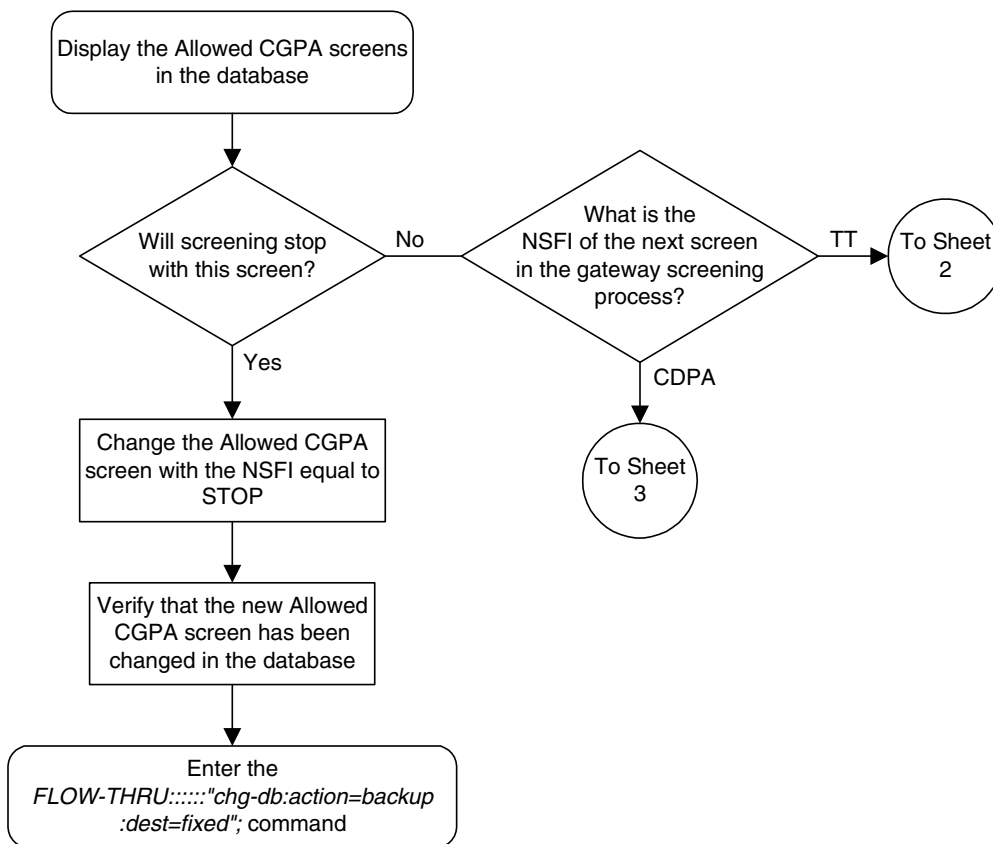 Display the Allowed CGPA screens
in the database
Will screening stop
with this screen?
No
What is the
NSFI of the next screen
in the gateway screening
process?
TT
To Sheet
2
Yes
CDPA
To Sheet
3
Change the Allowed CGPA
screen with the NSFI equal to
STOP
Verify that the new Allowed
CGPA screen has been
changed in the database
Enter the
FLOW-THRU::::::"chg-db:action=backup
:dest=fixed"; command